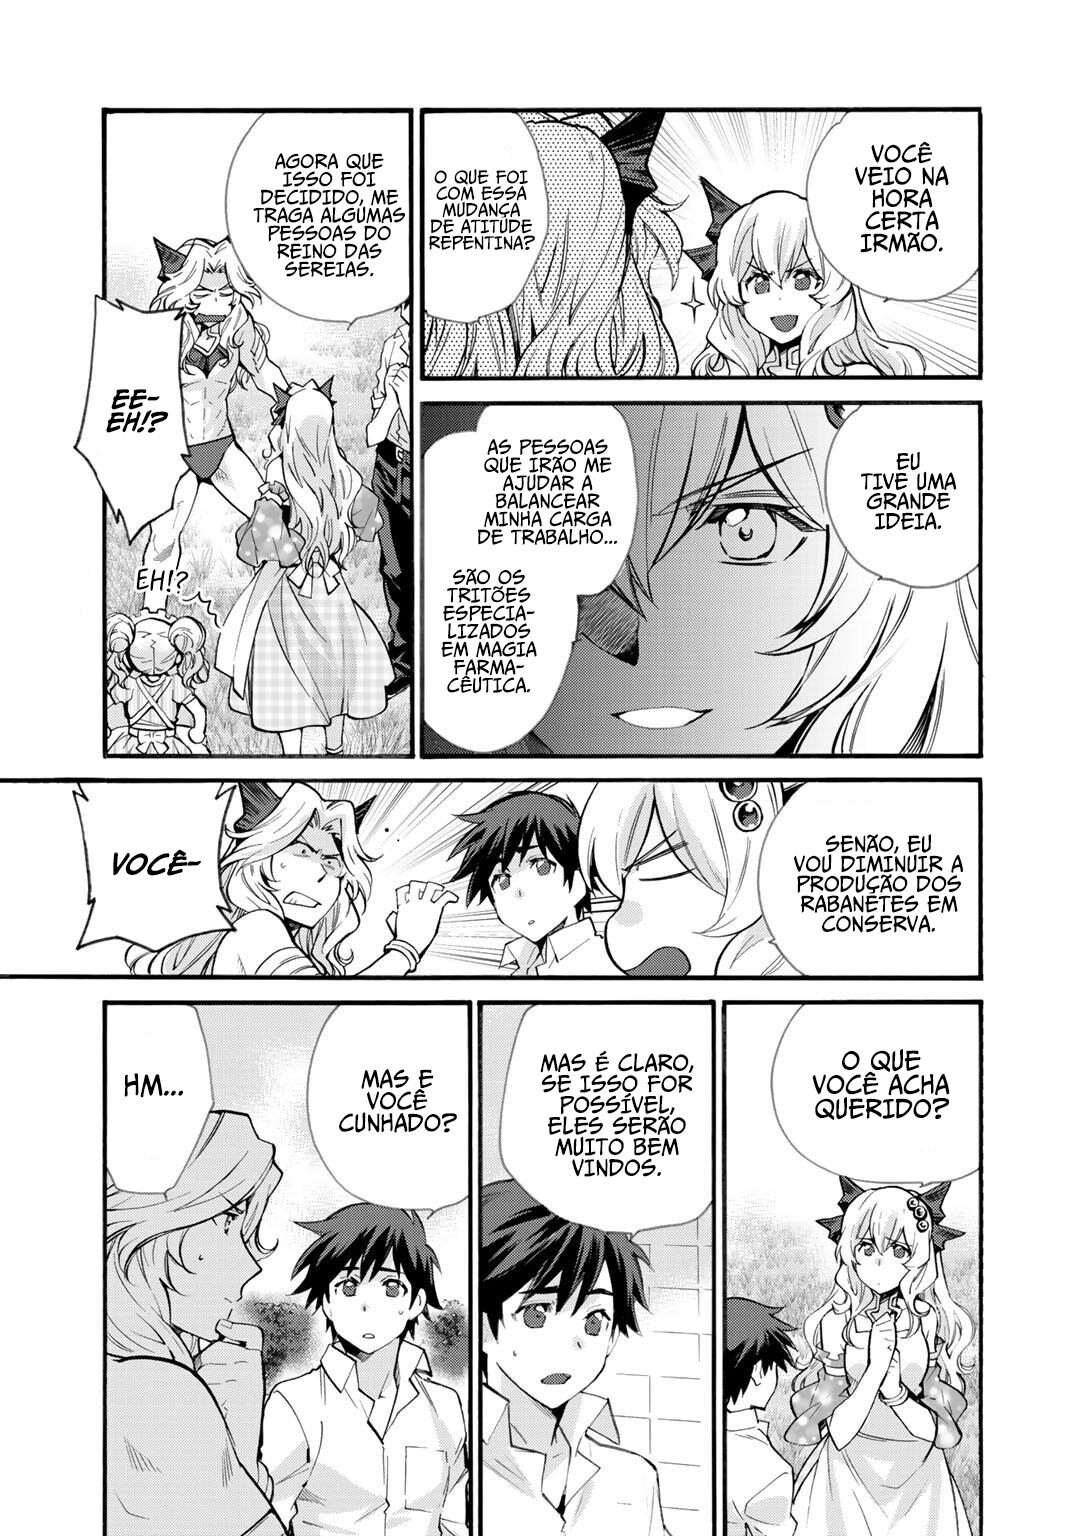 VOCÊ
VEIO NA
HORA
CERTA
IRMÃO.
O QUE FOI
COM ESSA
MUDANÇA
DE ATITUDE
REPENTINA?
AGORA QUE
ISSO FOI
DECIDIDO, ME
TRAGA ALGUMAS
PESSOAS DO
REINO DAS
SEREIAS.
EE-
EH!?
EH!?
EU
TIVE UMA
GRANDE
IDEIA.
AS PESSOAS
QUE IRÃO ME
AJUDAR A
BALANCEAR
MINHA CARGA
DE TRABALHO...
SÃO OS
TRITÕES
ESPECIA-
LIZADOS
EM MAGIA
FARMA-
CÊUTICA.
SENÃO, EU
VOU DIMINUIR A
PRODUÇÃO DOS
RABANETES EM
CONSERVA.
VOCÊ-
O QUE
VOCÊ ACHA
QUERIDO?
MAS É CLARO,
SE ISSO FOR
POSSÍVEL,
ELES SERÃO
MUITO BEM
VINDOS.
MAS E
VOCÊ
CUNHADO?
HM...